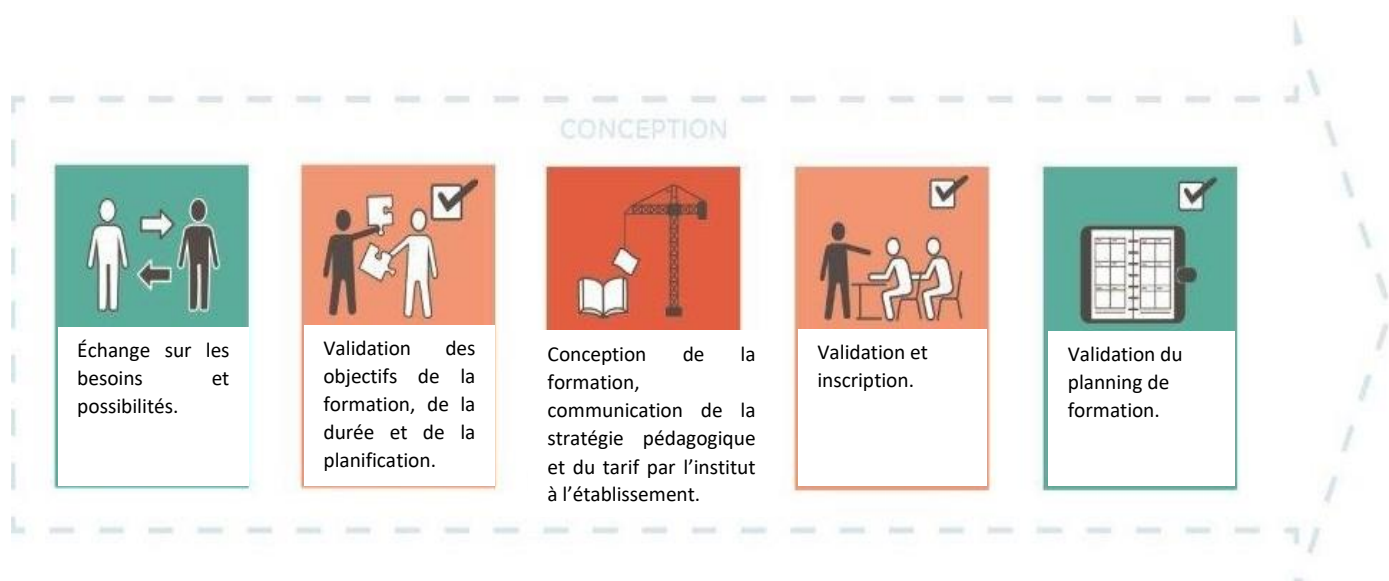 CONCEPTION
Échange sur les
besoins et
possibilités.
Validation des
objectifs de la
formation, de la
durée et de la
planification.
Conception de la
formation,
communication de la
stratégie pédagogique
et du tarif par l’institut
à l’établissement.
Validation et
inscription.
Validation du
planning de
formation.